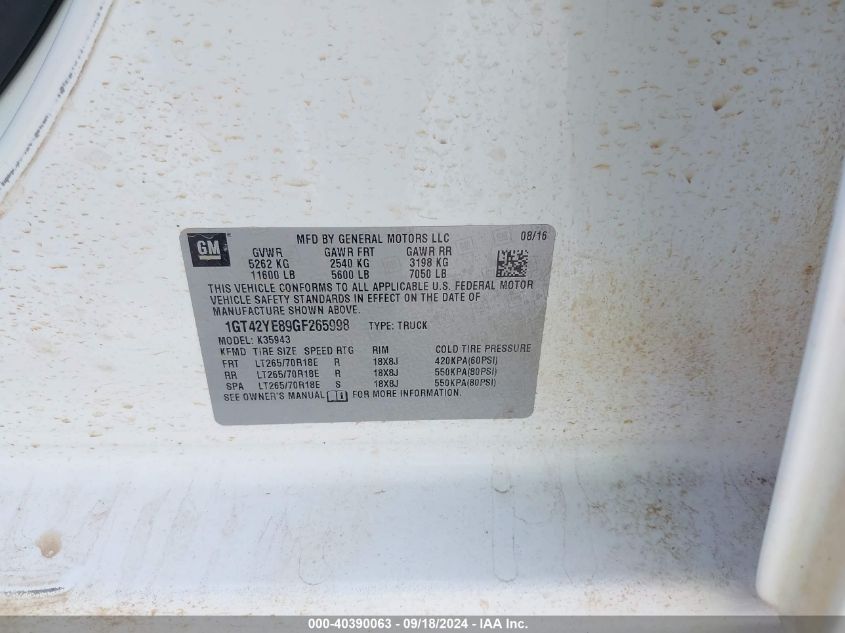 GM
MFD BY GENERAL MOTORS LLC 08/16
GVWR GAWR FRT GAWR RR
5262 KG 2540 KG 3198 KG
11600 LB 5600 LB 7050 LB
THIS VEHICLE CONFORMS TO ALL APPLICABLE U.S. FEDERAL MOTOR
VEHICLE SAFETY STANDARDS IN EFFECT ON THE DATE OF
MANUFACTURE SHOWN ABOVE.
1GT42YE89GF265998 TYPE: TRUCK
MODEL: K35943
KFMD TIRE SIZE SPEED RTG RIM COLD TIRE PRESSURE
FRT LT265/70R18E R 18X8J 420KPA(60PSI)
RR LT265/70R18E R 18X8J 550KPA(80PSI)
SPA LT265/70R18E S 18X8J 550KPA(80PSI)
SEE OWNER'S MANUAL FOR MORE INFORMATION.
000-40390063 - 09/18/2024 - IAA Inc.